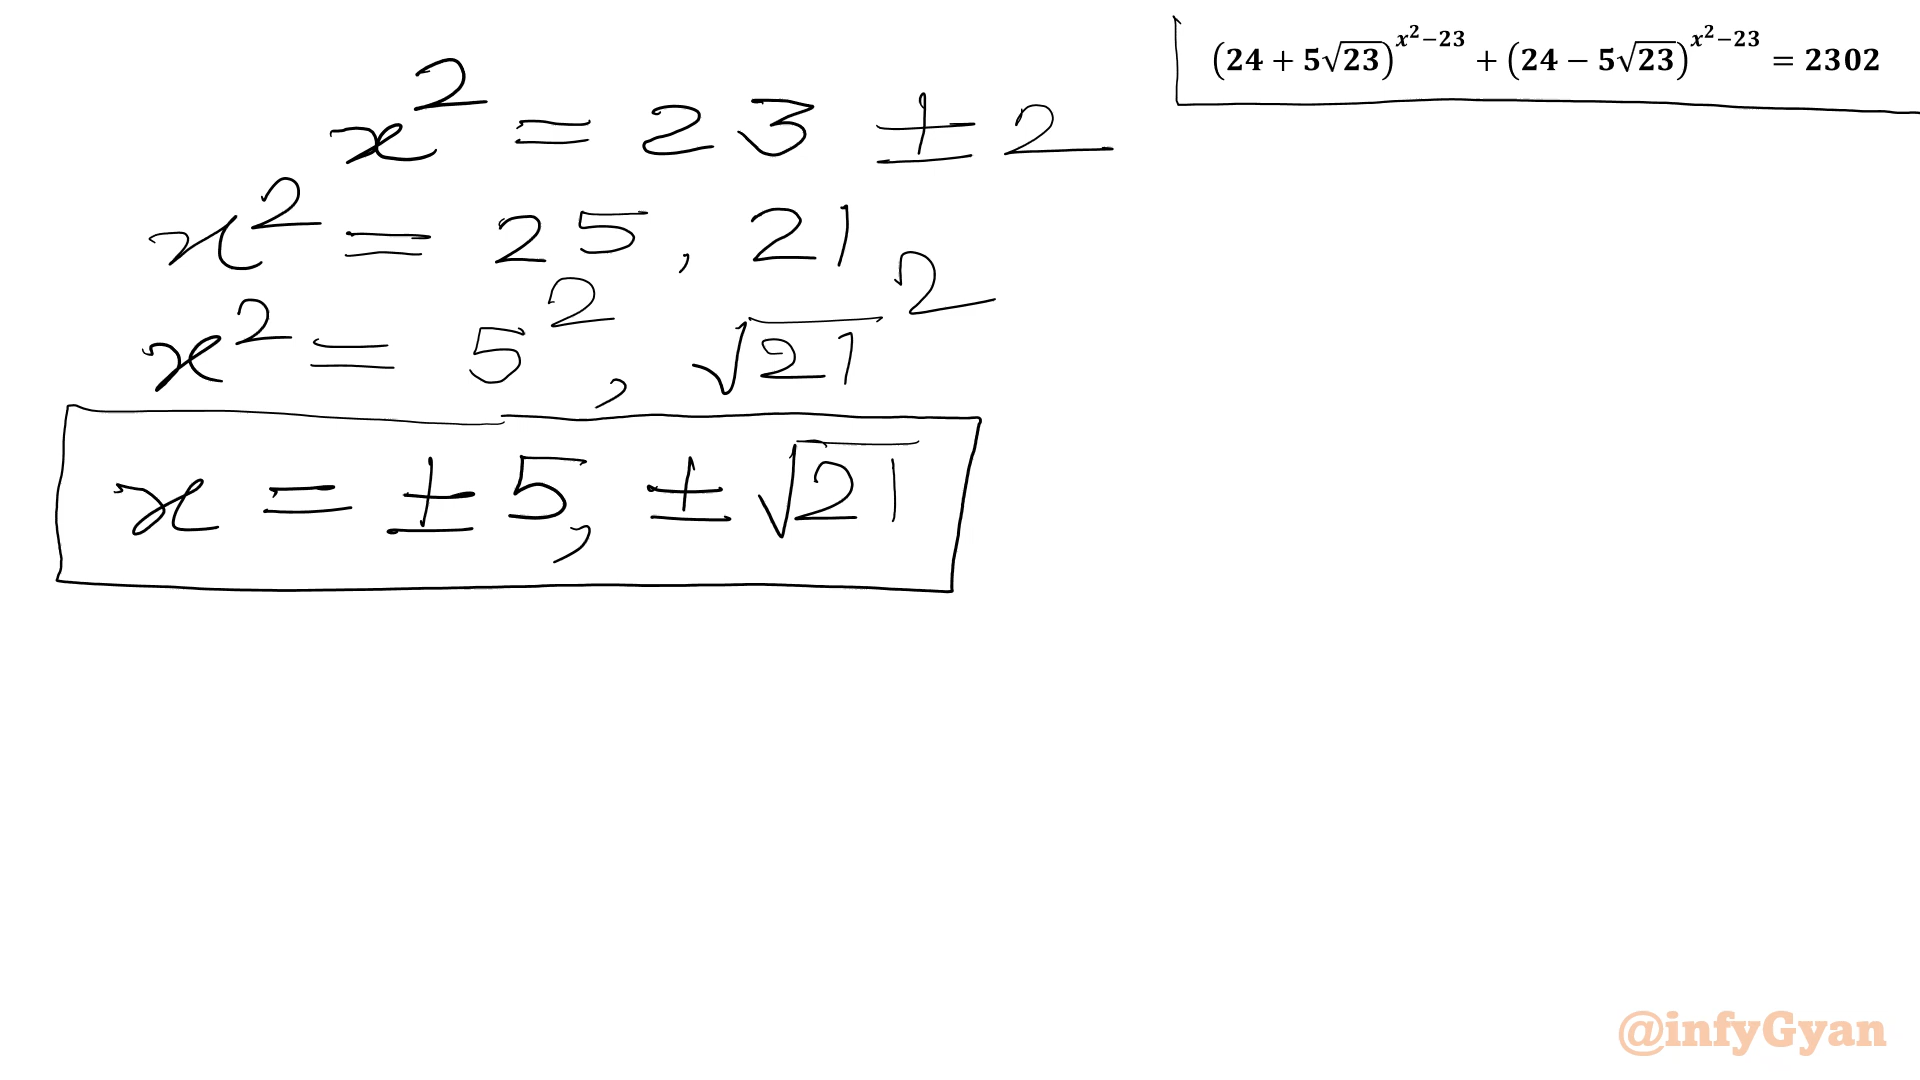 (24 + 5√23)^(x²−23) + (24 − 5√23)^(x²−23) = 2302
x² = 23 ± 2
x² = 25, 21
x² = 5², √21²
x = ± 5, ± √21
@infyGyan